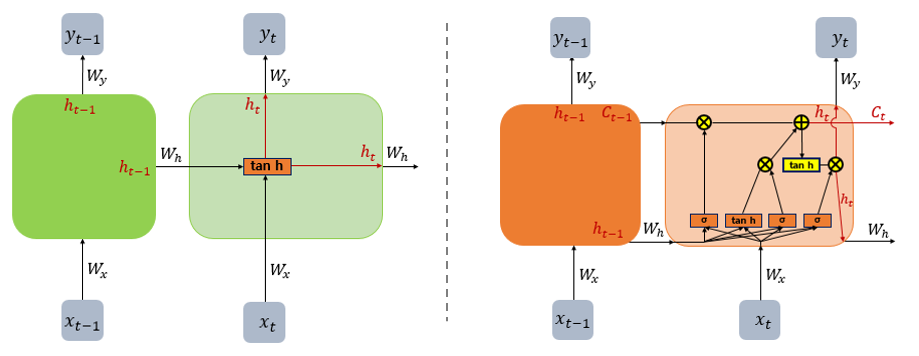 y_{t-1}
y_t
W_y
W_y
h_{t-1}
h_t
h_{t-1}
W_h
tan h
h_t
W_h
W_x
W_x
x_{t-1}
x_t
y_{t-1}
y_t
W_y
W_y
h_{t-1}
C_{t-1}
h_t
C_t
tan h
h_t
σ
tan h
σ
σ
h_{t-1}
W_h
W_h
W_x
W_x
x_{t-1}
x_t